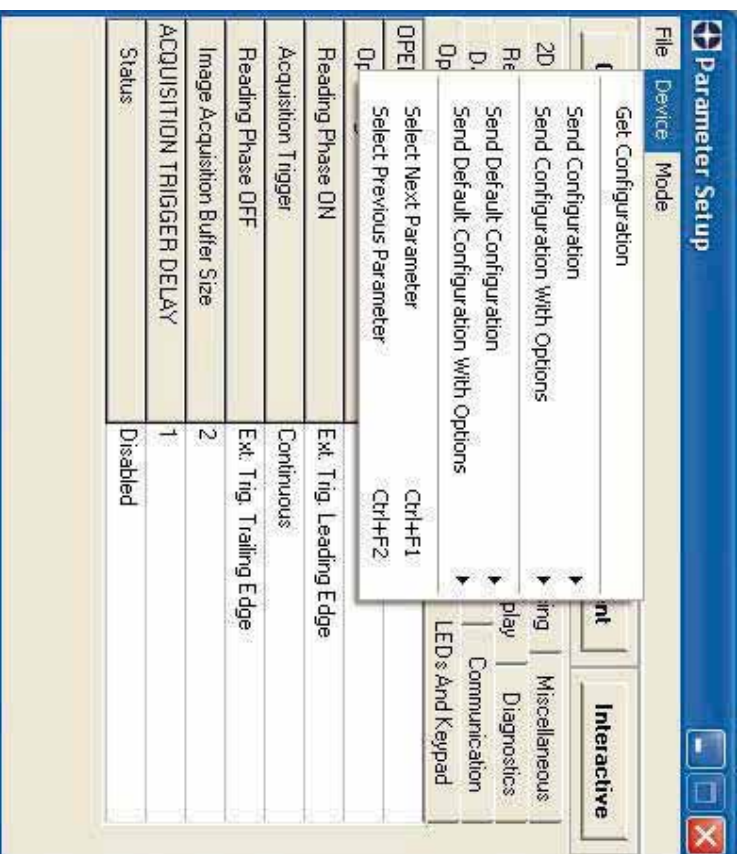 Parameter Setup
File Device Mode
Get Configuration
Send Configuration
Send Configuration With Options
Send Default Configuration
Send Default Configuration With Options
Select Next Parameter Ctrl+F1
Select Previous Parameter Ctrl+F2
Interactive
2D
Miscellaneous
Diagnostics
Communication
LEDs And Keypad
Reading Phase ON Ext. Trig. Leading Edge
Acquisition Trigger Continuous
Reading Phase OFF Ext. Trig. Trailing Edge
Image Acquisition Buffer Size 2
ACQUISITION TRIGGER DELAY 1
Status Disabled